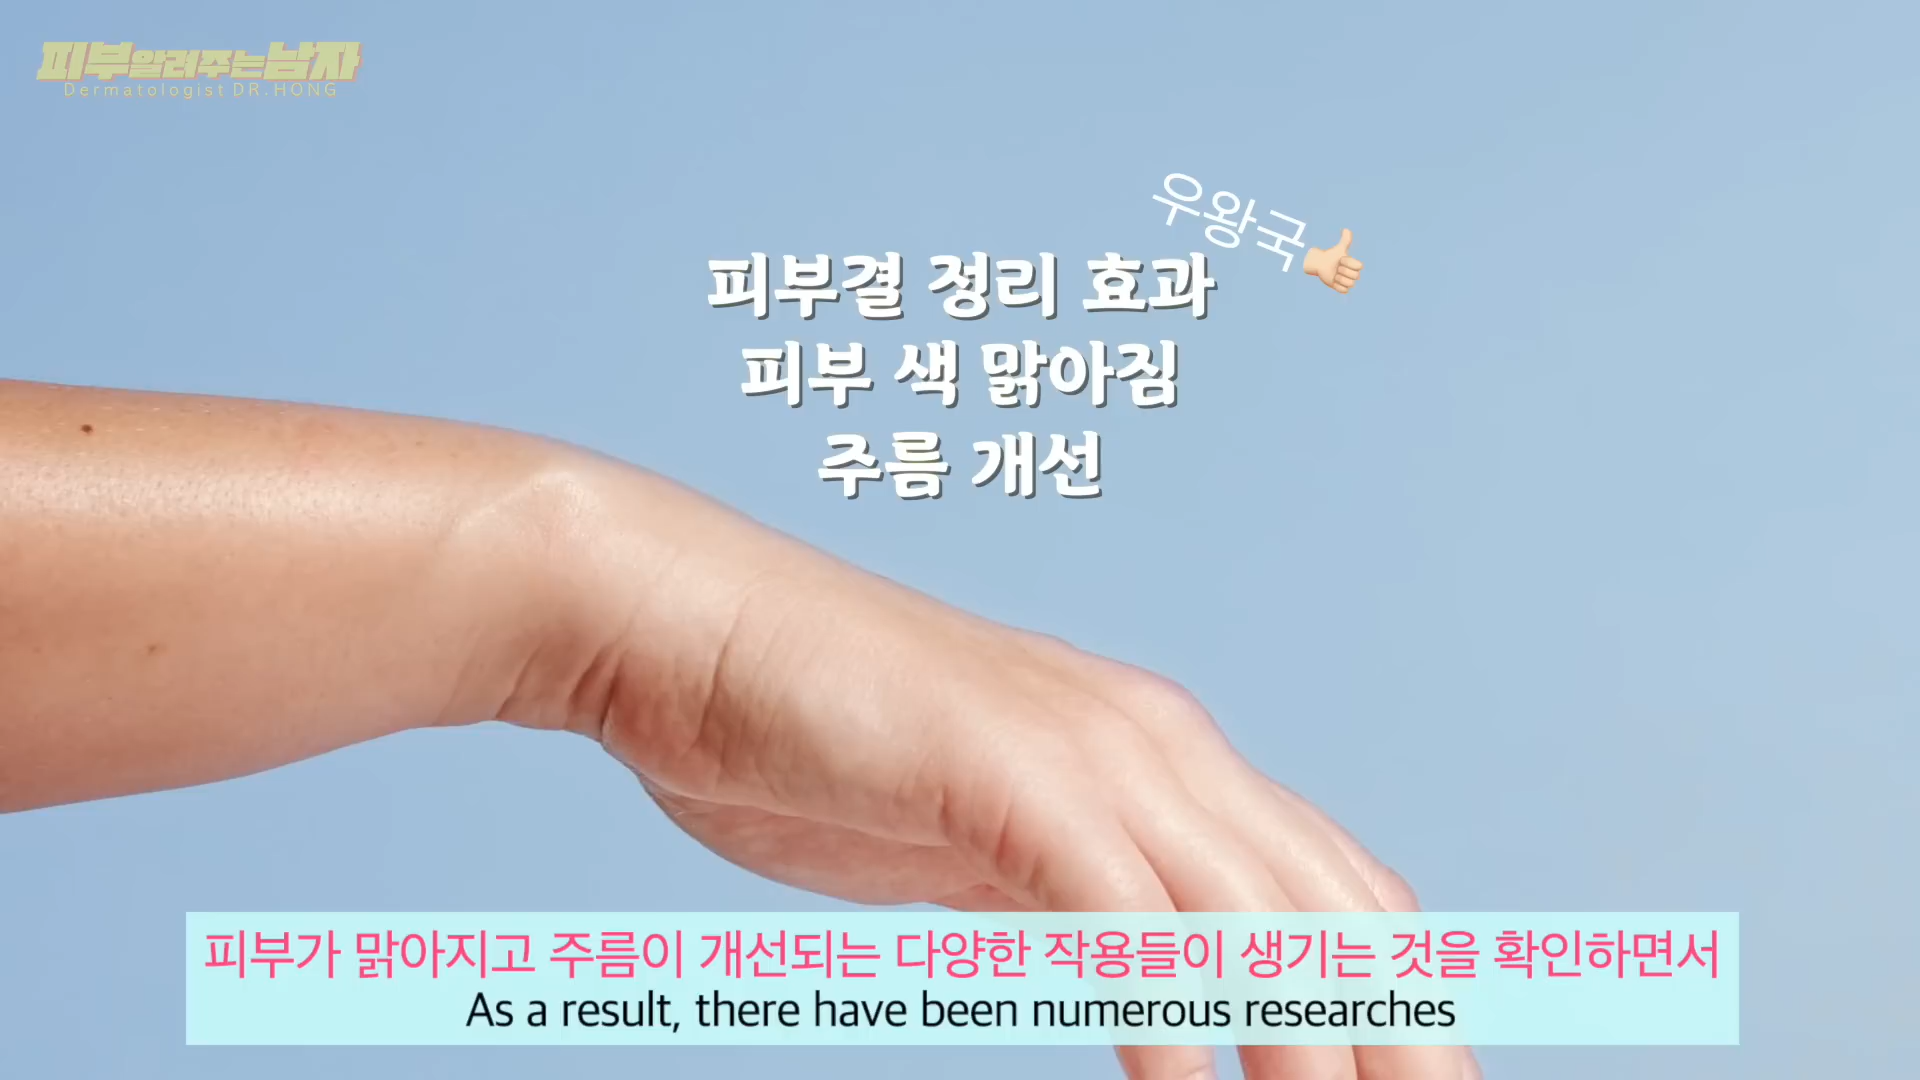 피부알려주는남자
Dermatologist DR.HONG
우왕국👍🏻
피부결 정리 효과
피부 색 맑아짐
주름 개선
피부가 맑아지고 주름이 개선되는 다양한 작용들이 생기는 것을 확인하면서
As a result, there have been numerous researches